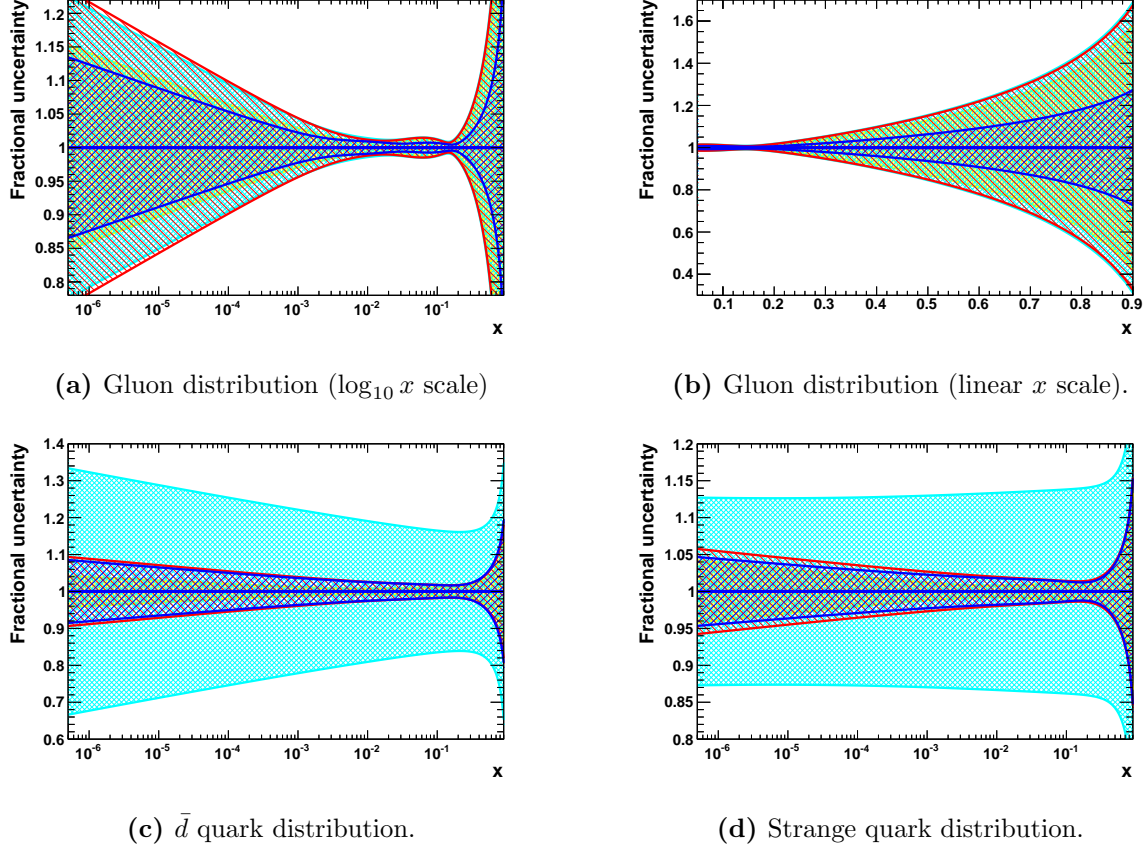 Fractional uncertainty
1.2
1.15
1.1
1.05
1
0.95
0.9
0.85
0.8
10⁻⁶ 10⁻⁵ 10⁻⁴ 10⁻³ 10⁻² 10⁻¹
x
(a) Gluon distribution (log₁₀ x scale)
Fractional uncertainty
1.6
1.4
1.2
1
0.8
0.6
0.4
0.1 0.2 0.3 0.4 0.5 0.6 0.7 0.8 0.9
x
(b) Gluon distribution (linear x scale).
Fractional uncertainty
1.4
1.3
1.2
1.1
1
0.9
0.8
0.7
0.6
10⁻⁶ 10⁻⁵ 10⁻⁴ 10⁻³ 10⁻² 10⁻¹
x
(c) d̄ quark distribution.
Fractional uncertainty
1.2
1.15
1.1
1.05
1
0.95
0.9
0.85
0.8
10⁻⁶ 10⁻⁵ 10⁻⁴ 10⁻³ 10⁻² 10⁻¹
x
(d) Strange quark distribution.